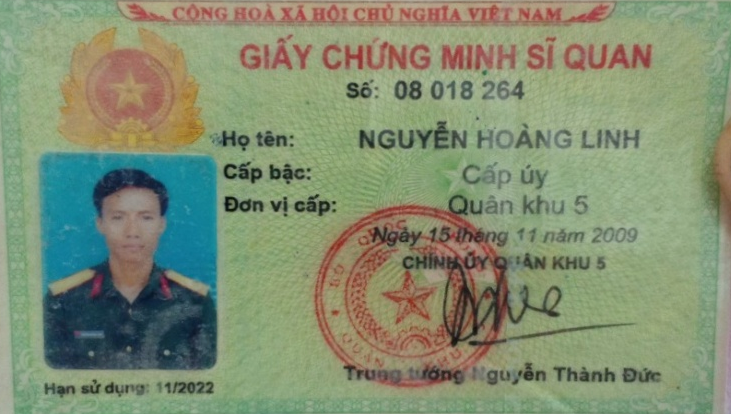 CỘNG HOÀ XÃ HỘI CHỦ NGHĨA VIỆT NAM
GIẤY CHỨNG MINH SĨ QUAN
Số: 08 018 264
Họ tên: NGUYỄN HOÀNG LINH
Cấp bậc: Cấp úy
Đơn vị cấp: Quân khu 5
Ngày 15 tháng 11 năm 2009
CHÍNH ỦY QUÂN KHU 5
Trung tướng Nguyễn Thành Đức
Hạn sử dụng: 11/2022